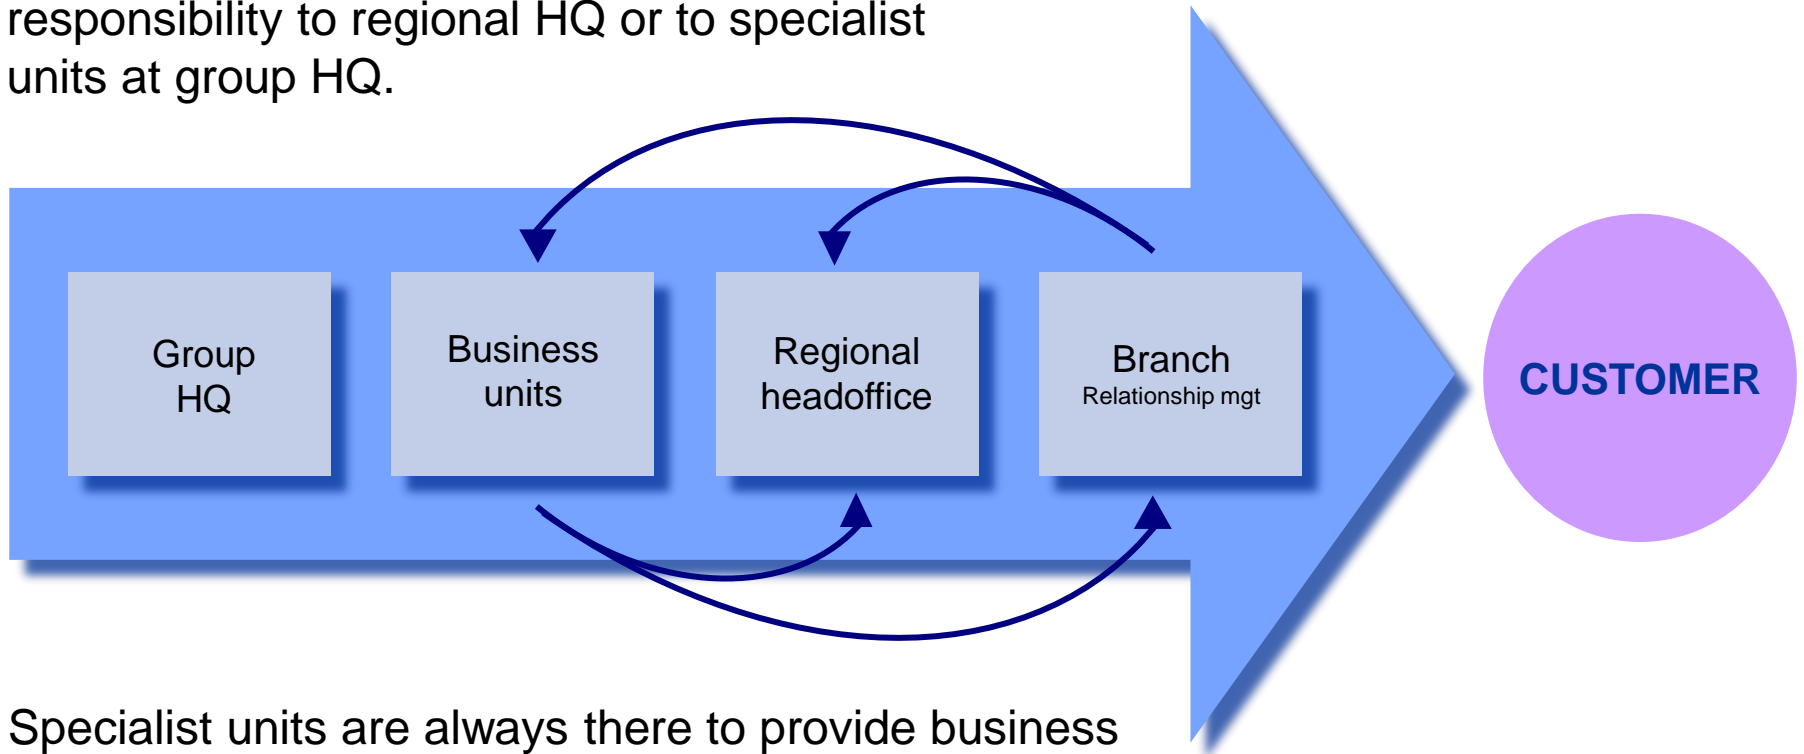 responsibility to regional HQ or to specialist
units at group HQ.
Group
HQ
Business
units
Regional
headoffice
Branch
Relationship mgt
CUSTOMER
Specialist units are always there to provide business